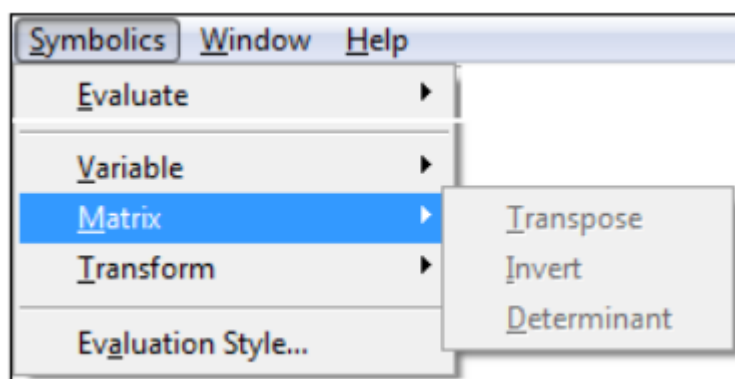 Symbolics Window Help
Evaluate
Variable
Matrix
Transform
Evaluation Style...
Transpose
Invert
Determinant